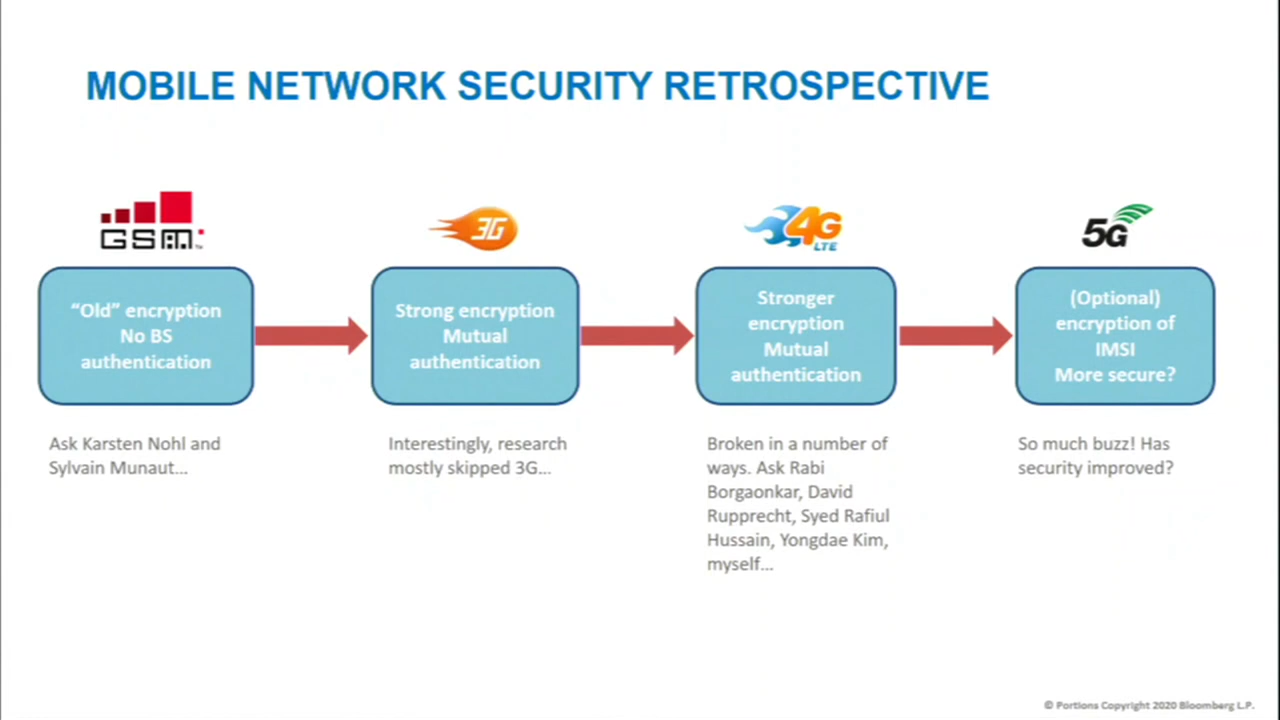 MOBILE NETWORK SECURITY RETROSPECTIVE
GSM™
3G
4G
LTE
5G
“Old” encryption
No BS
authentication
Strong encryption
Mutual
authentication
Stronger
encryption
Mutual
authentication
(Optional)
encryption of
IMSI
More secure?
Ask Karsten Nohl and
Sylvain Munaut...
Interestingly, research
mostly skipped 3G...
Broken in a number of
ways. Ask Rabi
Borgaonkar, David
Rupprecht, Syed Rafiul
Hussain, Yongdae Kim,
myself...
So much buzz! Has
security improved?
© Portions Copyright 2020 Bloomberg L.P.